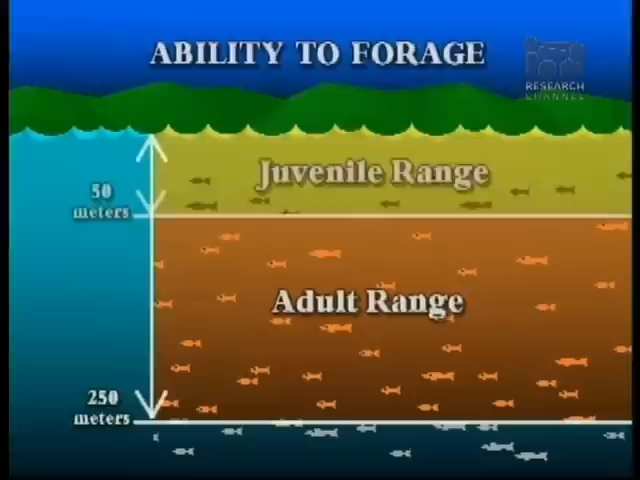 ABILITY TO FORAGE
RESEARCH
CHANNEL
Juvenile Range
50
meters
Adult Range
250
meters